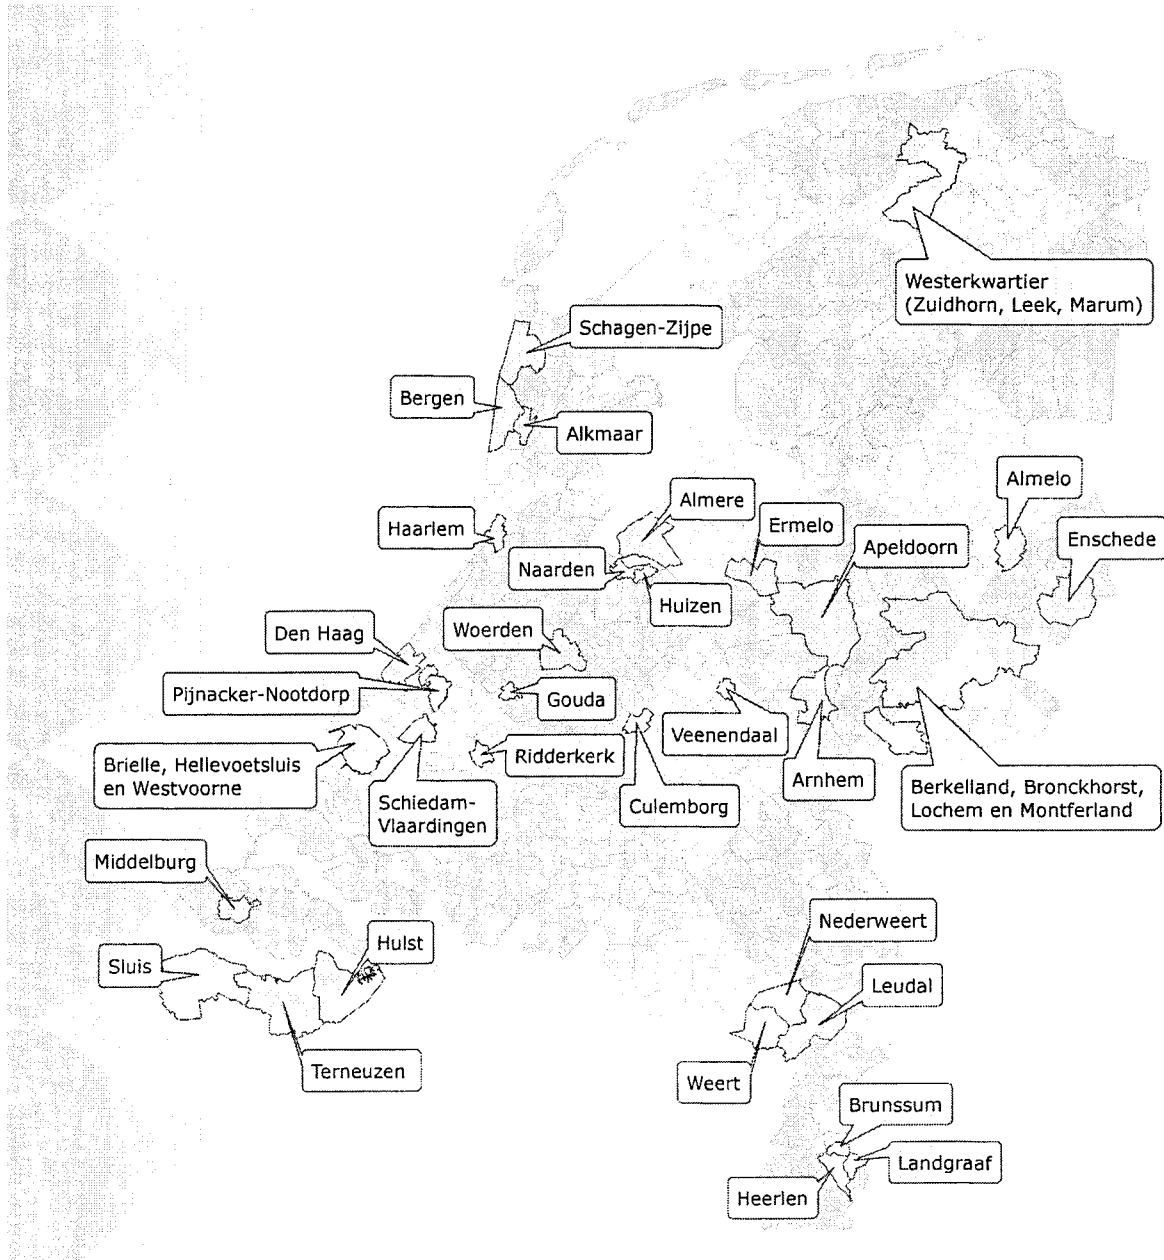 Westerkwartier
(Zuidhorn, Leek, Marum)
Schagen-Zijpe
Bergen
Alkmaar
Almelo
Almere
Haarlem
Ermelo
Enschede
Apeldoorn
Naarden
Huizen
Woerden
Den Haag
Pijnacker-Nootdorp
Gouda
Veenendaal
Ridderkerk
Brielle, Hellevoetsluis
en Westvoorne
Arnhem
Berkelland, Bronckhorst,
Lochem en Montferland
Schiedam-
Vlaardingen
Culemborg
Middelburg
Nederweert
Hulst
Sluis
Leudal
Terneuzen
Weert
Brunssum
Landgraaf
Heerlen